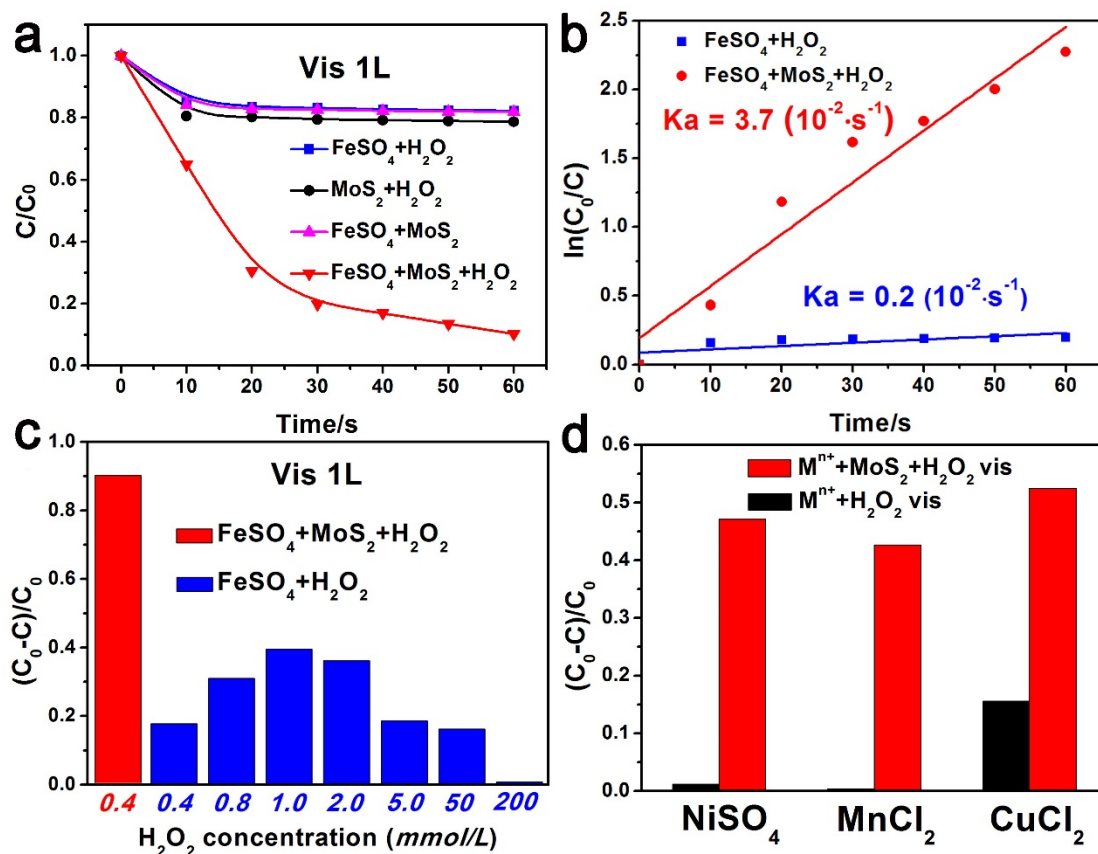 a
Vis 1L
FeSO₄+H₂O₂
MoS₂+H₂O₂
FeSO₄+MoS₂
FeSO₄+MoS₂+H₂O₂
C/C₀
1.0
0.8
0.6
0.4
0.2
0.0
0 10 20 30 40 50 60
Time/s
b
FeSO₄+H₂O₂
FeSO₄+MoS₂+H₂O₂
Ka = 3.7 (10⁻²·s⁻¹)
Ka = 0.2 (10⁻²·s⁻¹)
ln(C₀/C)
2.5
2.0
1.5
1.0
0.5
0.0
0 10 20 30 40 50 60
Time/s
c
Vis 1L
FeSO₄+MoS₂+H₂O₂
FeSO₄+H₂O₂
(C₀-C)/C₀
1.0
0.8
0.6
0.4
0.2
0.0
0.4 0.4 0.8 1.0 2.0 5.0 50 200
H₂O₂ concentration (mmol/L)
d
Mⁿ⁺+MoS₂+H₂O₂ vis
Mⁿ⁺+H₂O₂ vis
(C₀-C)/C₀
0.6
0.5
0.4
0.3
0.2
0.1
0.0
NiSO₄ MnCl₂ CuCl₂